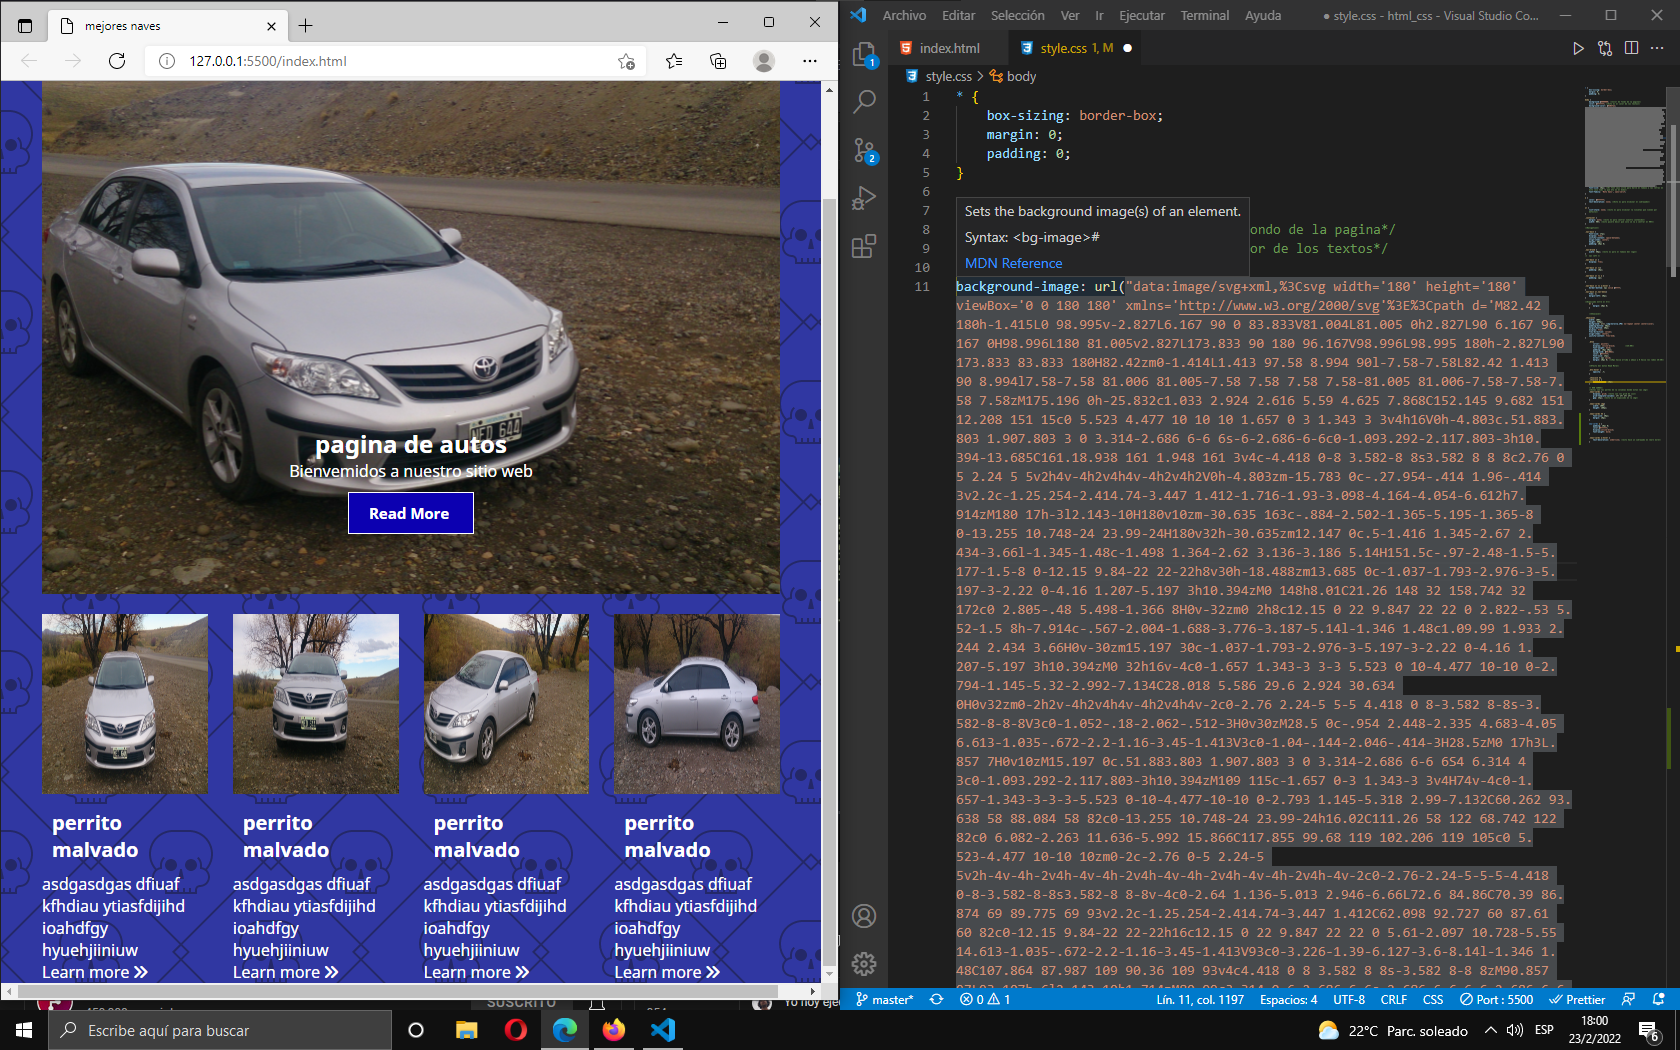 mejores naves
127.0.0.1:5500/index.html
NED 644
pagina de autos
Bienvenidos a nuestro sitio web
Read More
perrito malvado
asdgasdgas dfiuaf
kfhdiau ytiasfdijihd
ioahdfgy
hyuehjiiniuw
Learn more
perrito malvado
asdgasdgas dfiuaf
kfhdiau ytiasfdijihd
ioahdfgy
hyuehjiiniuw
Learn more
perrito malvado
asdgasdgas dfiuaf
kfhdiau ytiasfdijihd
ioahdfgy
hyuehjiiniuw
Learn more
perrito malvado
asdgasdgas dfiuaf
kfhdiau ytiasfdijihd
ioahdfgy
hyuehjiiniuw
Learn more
Archivo Editar Selección Ver Ir Ejecutar Terminal Ayuda ● style.css - html_css - Visual Studio Co...
index.html style.css 1, M
style.css > body
1 * {
2 box-sizing: border-box;
3 margin: 0;
4 padding: 0;
5 }
6
7
Sets the background image(s) of an element.
8 ondo de la pagina*/
Syntax: <bg-image>#
9 or de los textos*/
MDN Reference
10
11 background-image: url("data:image/svg+xml,%3Csvg width='180' height='180'
viewBox='0 0 180 180' xmlns='http://www.w3.org/2000/svg'%3E%3Cpath d='M82.42
180h-1.415L0 98.995v-2.827L6.167 90 0 83.833V81.004L81.005 0h2.827L90 6.167 96.
167 0H98.996L180 81.005v2.827L173.833 90 180 96.167V98.996L98.995 180h-2.827L90
173.833 83.833 180H82.42zm0-1.414L1.413 97.58 8.994 90l-7.58-7.58L82.42 1.413
90 8.994l7.58-7.58 81.006 81.005-7.58 7.58 7.58 7.58-81.005 81.006-7.58-7.58-7.
58 7.58zM175.196 0h-25.832c1.033 2.924 2.616 5.59 4.625 7.868C152.145 9.682 151
12.208 151 15c0 5.523 4.477 10 10 10 1.657 0 3 1.343 3 3v4h16V0h-4.803c.51.883.
803 1.907.803 3 0 3.314-2.686 6-6 6s-6-2.686-6-6c0-1.093.292-2.117.803-3h10.
394-13.685C161.18.938 161 1.948 161 3v4c-4.418 0-8 3.582-8 8s3.582 8 8 8c2.76 0
5 2.24 5 5v2h4v-4h2v4h4v-4h2v4h2V0h-4.803zm-15.783 0c-.27.954-.414 1.96-.414
3v2.2c-1.25.254-2.414.74-3.447 1.412-1.716-1.93-3.098-4.164-4.054-6.612h7.
914zM180 17h-3l2.143-10H180v10zm-30.635 163c-.884-2.502-1.365-5.195-1.365-8
0-13.255 10.748-24 23.99-24H180v32h-30.635zm12.147 0c.5-1.416 1.345-2.67 2.
434-3.66l-1.345-1.48c-1.498 1.364-2.62 3.136-3.186 5.14H151.5c-.97-2.48-1.5-5.
177-1.5-8 0-12.15 9.84-22 22-22h8v30h-18.488zm13.685 0c-1.037-1.793-2.976-3-5.
197-3-2.22 0-4.16 1.207-5.197 3h10.394zM0 148h8.01C21.26 148 32 158.742 32
172c0 2.805-.48 5.498-1.366 8H0v-32zm0 2h8c12.15 0 22 9.847 22 22 0 2.822-.53 5.
52-1.5 8h-7.914c-.567-2.004-1.688-3.776-3.187-5.14l-1.346 1.48c1.09.99 1.933 2.
244 2.434 3.66H0v-30zm15.197 30c-1.037-1.793-2.976-3-5.197-3-2.22 0-4.16 1.
207-5.197 3h10.394zM0 32h16v-4c0-1.657 1.343-3 3-3 5.523 0 10-4.477 10-10 0-2.
794-1.145-5.32-2.992-7.134C28.018 5.586 29.6 2.924 30.634
0H0v32zm0-2h2v-4h2v4h4v-4h2v4h4v-2c0-2.76 2.24-5 5-5 4.418 0 8-3.582 8-8s-3.
582-8-8-8V3c0-1.052-.18-2.062-.512-3H0v30zM28.5 0c-.954 2.448-2.335 4.683-4.05
6.613-1.035-.672-2.2-1.16-3.45-1.413V3c0-1.04-.144-2.046-.414-3H28.5zM0 17h3L.
857 7H0v10zM15.197 0c.51.883.803 1.907.803 3 0 3.314-2.686 6-6 6S4 6.314 4
3c0-1.093.292-2.117.803-3h10.394zM109 115c-1.657 0-3 1.343-3 3v4H74v-4c0-1.
657-1.343-3-3-3-5.523 0-10-4.477-10-10 0-2.793 1.145-5.318 2.99-7.132C60.262 93.
638 58 88.084 58 82c0-13.255 10.748-24 23.99-24h16.02C111.26 58 122 68.742 122
82c0 6.082-2.263 11.636-5.992 15.866C117.855 99.68 119 102.206 119 105c0 5.
523-4.477 10-10 10zm0-2c-2.76 0-5 2.24-5
5v2h-4v-4h-2v4h-4v-4h-2v4h-4v-4h-2v4h-4v-4h-2v4h-4v-2c0-2.76-2.24-5-5-5-4.418
0-8-3.582-8-8s3.582-8 8-8v-4c0-2.64 1.136-5.013 2.946-6.66L72.6 84.86C70.39 86.
874 69 89.775 69 93v2.2c-1.25.254-2.414.74-3.447 1.412C62.098 92.727 60 87.61
60 82c0-12.15 9.84-22 22-22h16c12.15 0 22 9.847 22 22 0 5.61-2.097 10.728-5.55
14.613-1.035-.672-2.2-1.16-3.45-1.413V93c0-3.226-1.39-6.127-3.6-8.14l-1.346 1.
48C107.864 87.987 109 90.36 109 93v4c4.418 0 8 3.582 8 8s-3.582 8-8 8zM90.857
1
2
master* 0 1 Lín. 11, col. 1197 Espacios: 4 UTF-8 CRLF CSS Port : 5500 Prettier
SUSCRITO
Escribe aquí para buscar
22°C Parc. soleado
ESP
18:00
23/2/2022
6